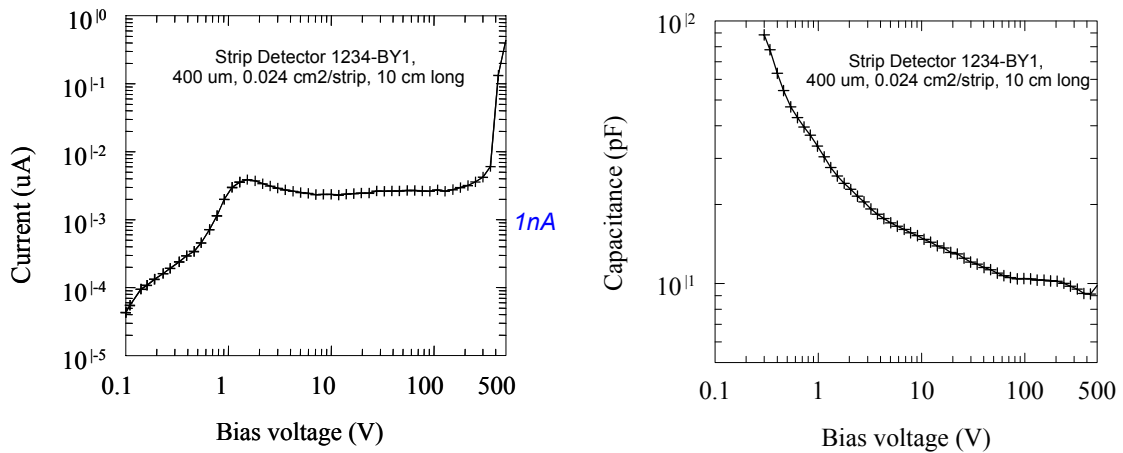 10|0
10|-1
10|-2
10|-3
10|-4
10|-5
Current (uA)
Strip Detector 1234-BY1,
400 um, 0.024 cm2/strip, 10 cm long
1nA
0.1 1 10 100 500
Bias voltage (V)
10|2
10|1
Capacitance (pF)
Strip Detector 1234-BY1,
400 um, 0.024 cm2/strip, 10 cm long
0.1 1 10 100 500
Bias voltage (V)